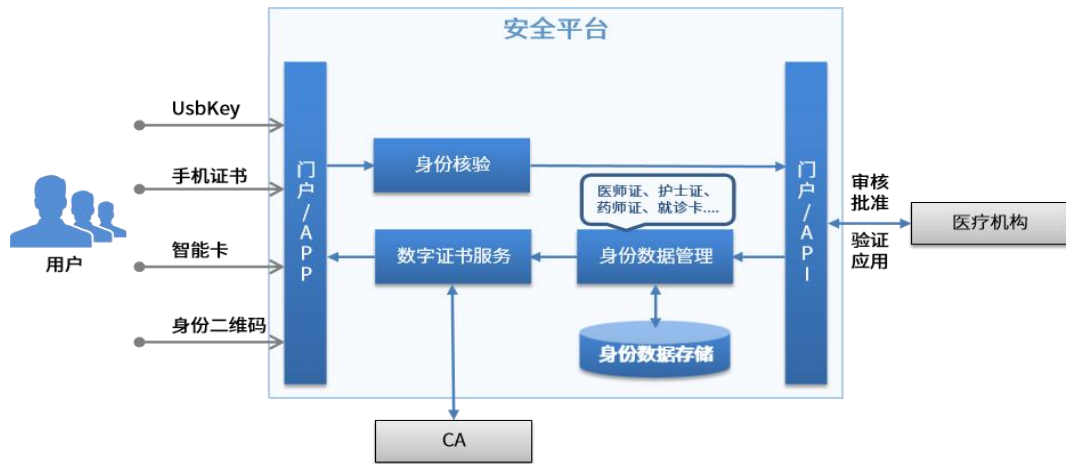 安全平台
UsbKey
手机证书
智能卡
身份二维码
用户
门户/APP
身份核验
医师证、护士证、
药师证、就诊卡....
数字证书服务
身份数据管理
身份数据存储
门户/API
审核
批准
验证
应用
医疗机构
CA